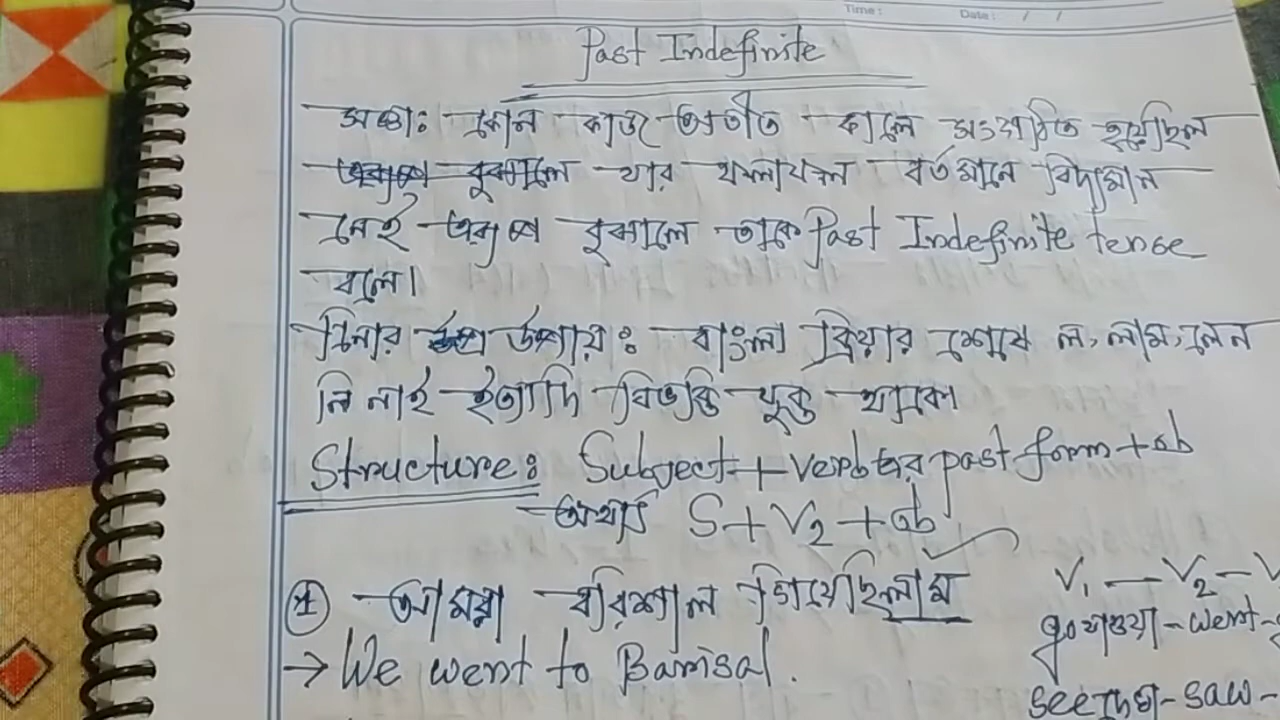 Time : Date : / /
Past Indefinite
সজ্ঞা: কোন কাজ অতীত কালে সংঘটিত হয়েছিল
এরূপ বুঝালে যার ফলাফল বর্তমানে বিদ্যমান
নেই এরূপ বুঝালে তাকে Past Indefinite tense
বলে।
চিনার উপায়: বাংলা ক্রিয়ার শেষে ল, লাম, লেন
লি নাই ইত্যাদি বিভক্তি যুক্ত থাকে।
Structure: Subject + Verb এর past form + ob
অর্থাৎ S + V2 + ob
1 আমরা বরিশাল গিয়েছিলাম
V1 — V2 — V
→ We went to Barisal.
go যাওয়া - went -
see দেখা - saw -